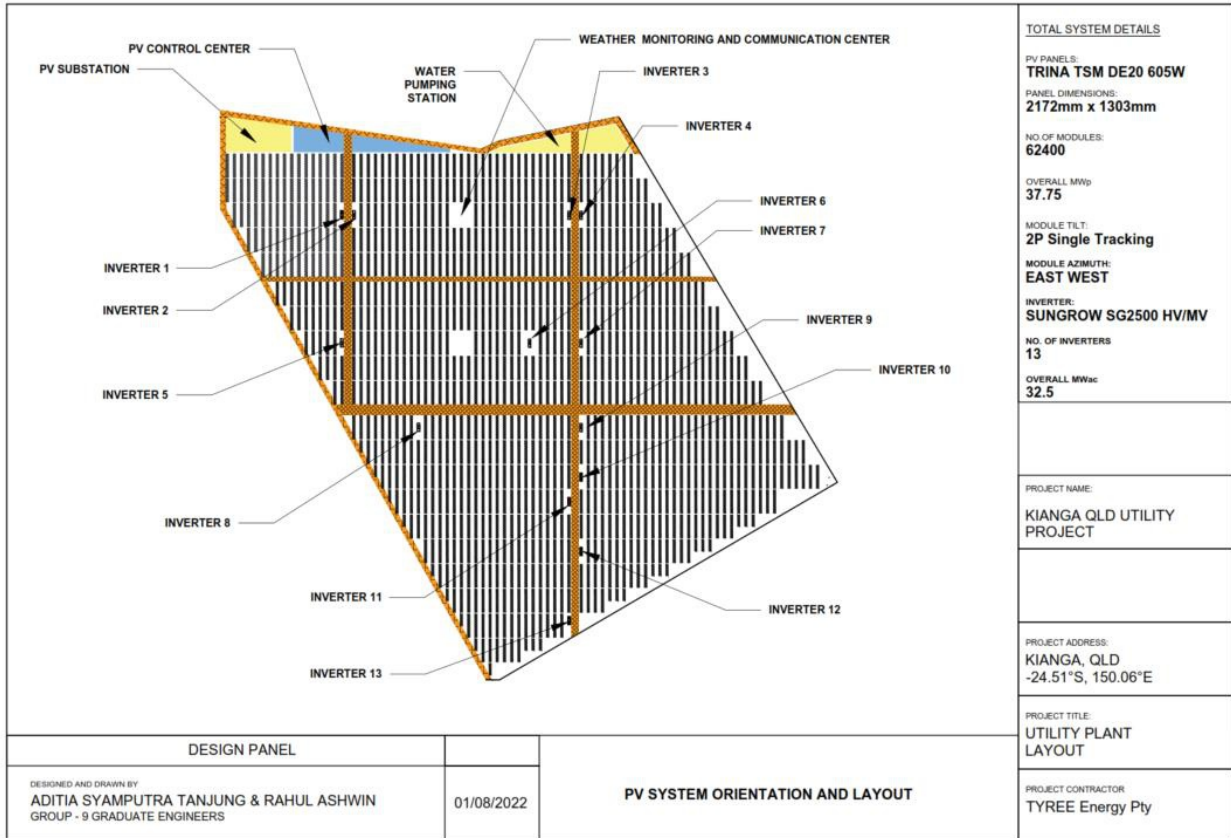 PV CONTROL CENTER
WEATHER MONITORING AND COMMUNICATION CENTER
PV SUBSTATION
WATER
PUMPING
STATION
INVERTER 3
INVERTER 4
INVERTER 6
INVERTER 7
INVERTER 1
INVERTER 2
INVERTER 9
INVERTER 10
INVERTER 5
INVERTER 8
INVERTER 11
INVERTER 12
INVERTER 13
TOTAL SYSTEM DETAILS
PV PANELS:
TRINA TSM DE20 605W
PANEL DIMENSIONS:
2172mm x 1303mm
NO.OF MODULES:
62400
OVERALL MWp
37.75
MODULE TILT:
2P Single Tracking
MODULE AZIMUTH:
EAST WEST
INVERTER:
SUNGROW SG2500 HV/MV
NO. OF INVERTERS
13
OVERALL MWac
32.5
PROJECT NAME:
KIANGA QLD UTILITY
PROJECT
PROJECT ADDRESS:
KIANGA, QLD
-24.51°S, 150.06°E
PROJECT TITLE:
UTILITY PLANT
LAYOUT
PROJECT CONTRACTOR
TYREE Energy Pty
DESIGN PANEL
DESIGNED AND DRAWN BY
ADITIA SYAMPUTRA TANJUNG & RAHUL ASHWIN
GROUP - 9 GRADUATE ENGINEERS
01/08/2022
PV SYSTEM ORIENTATION AND LAYOUT